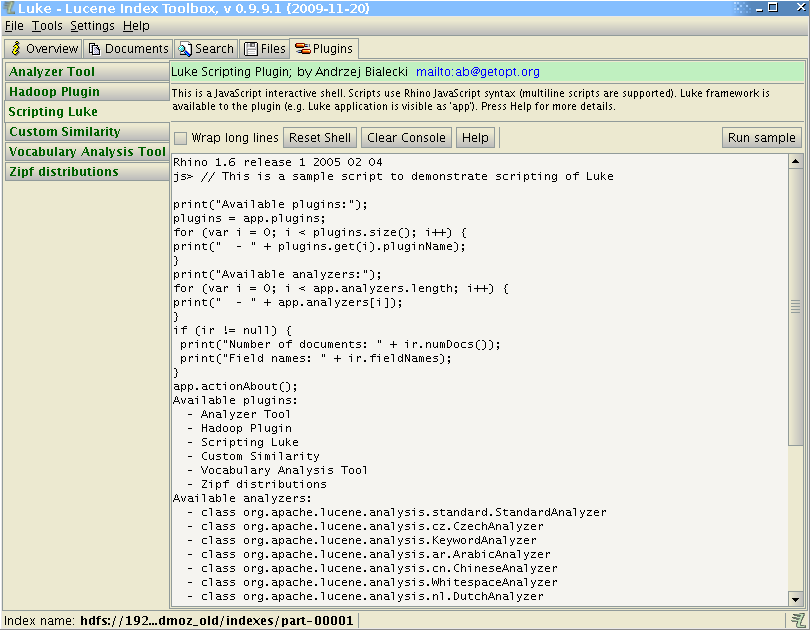 Luke - Lucene Index Toolbox, v 0.9.9.1 (2009-11-20)
File Tools Settings Help
Overview Documents Search Files Plugins
Analyzer Tool
Hadoop Plugin
Scripting Luke
Custom Similarity
Vocabulary Analysis Tool
Zipf distributions
Luke Scripting Plugin; by Andrzej Bialecki mailto:ab@getopt.org
This is a JavaScript interactive shell. Scripts use Rhino JavaScript syntax (multiline scripts are supported). Luke framework is
available to the plugin (e.g. Luke application is visible as 'app'). Press Help for more details.
Wrap long lines Reset Shell Clear Console Help Run sample
Rhino 1.6 release 1 2005 02 04
js> // This is a sample script to demonstrate scripting of Luke
print("Available plugins:");
plugins = app.plugins;
for (var i = 0; i < plugins.size(); i++) {
print("  - " + plugins.get(i).pluginName);
}
print("Available analyzers:");
for (var i = 0; i < app.analyzers.length; i++) {
print("  - " + app.analyzers[i]);
}
if (ir != null) {
 print("Number of documents: " + ir.numDocs());
 print("Field names: " + ir.fieldNames);
}
app.actionAbout();
Available plugins:
  - Analyzer Tool
  - Hadoop Plugin
  - Scripting Luke
  - Custom Similarity
  - Vocabulary Analysis Tool
  - Zipf distributions
Available analyzers:
  - class org.apache.lucene.analysis.standard.StandardAnalyzer
  - class org.apache.lucene.analysis.cz.CzechAnalyzer
  - class org.apache.lucene.analysis.KeywordAnalyzer
  - class org.apache.lucene.analysis.ar.ArabicAnalyzer
  - class org.apache.lucene.analysis.cn.ChineseAnalyzer
  - class org.apache.lucene.analysis.WhitespaceAnalyzer
  - class org.apache.lucene.analysis.nl.DutchAnalyzer
Index name: hdfs://192...dmoz_old/indexes/part-00001